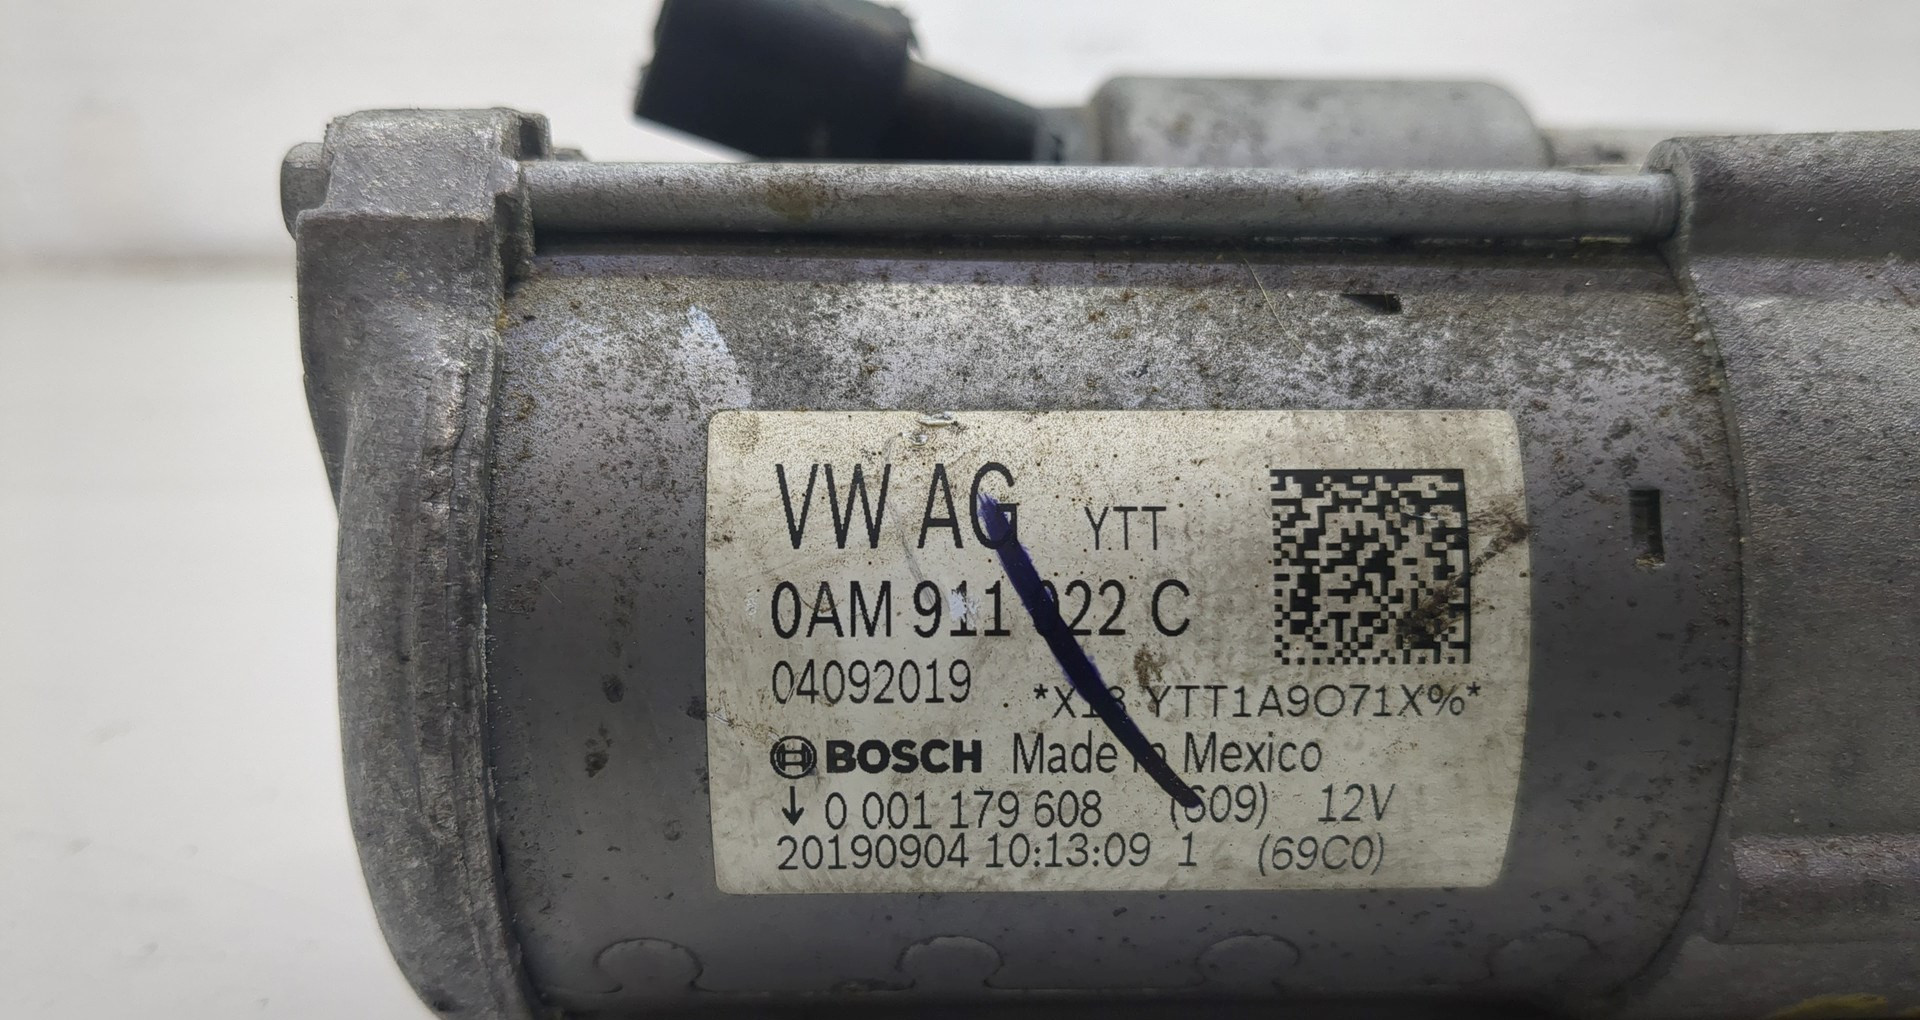 VW AG YTT
0AM 911 022 C
04092019
*X13 YTT1A9O71X%*
BOSCH Made in Mexico
↓ 0 001 179 608 (609) 12V
20190904 10:13:09 1 (69C0)